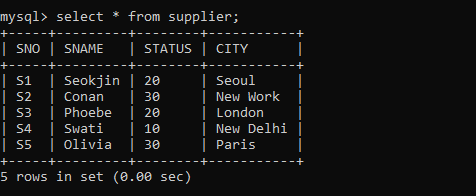 mysql> select * from supplier;
+-----+---------+--------+-----------+
| SNO | SNAME | STATUS | CITY |
+-----+---------+--------+-----------+
| S1 | Seokjin | 20 | Seoul |
| S2 | Conan | 30 | New Work |
| S3 | Phoebe | 20 | London |
| S4 | Swati | 10 | New Delhi |
| S5 | Olivia | 30 | Paris |
+-----+---------+--------+-----------+
5 rows in set (0.00 sec)